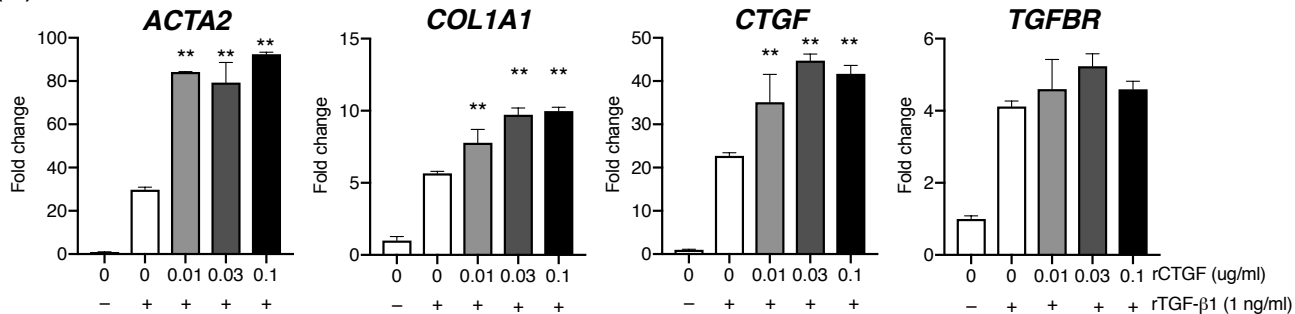 ACTA2 COL1A1 CTGF TGFBR
100 80 60 40 20 0
Fold change
** ** **
0 0 0.01 0.03 0.1
– + + + +
15 10 5 0
Fold change
** ** **
0 0 0.01 0.03 0.1
– + + + +
50 40 30 20 10 0
Fold change
** ** **
0 0 0.01 0.03 0.1
– + + + +
6 4 2 0
Fold change
0 0 0.01 0.03 0.1 rCTGF (ug/ml)
– + + + + rTGF-β1 (1 ng/ml)